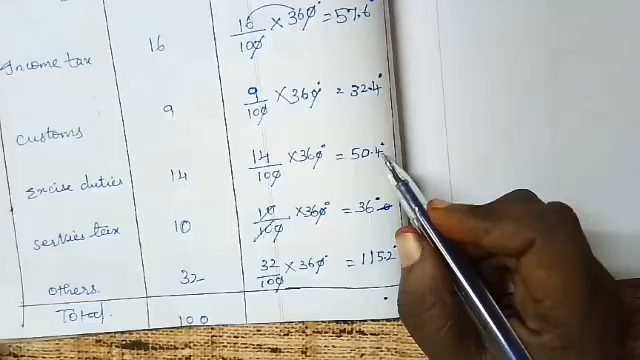 Income tax 16 16/100 × 360° = 57.6°
customs 9 9/100 × 360° = 32.4°
Excise duties 14 14/100 × 360° = 50.4°
servies tax 10 10/100 × 360° = 36°
others. 32 32/100 × 360° = 115.2°
Total. 100